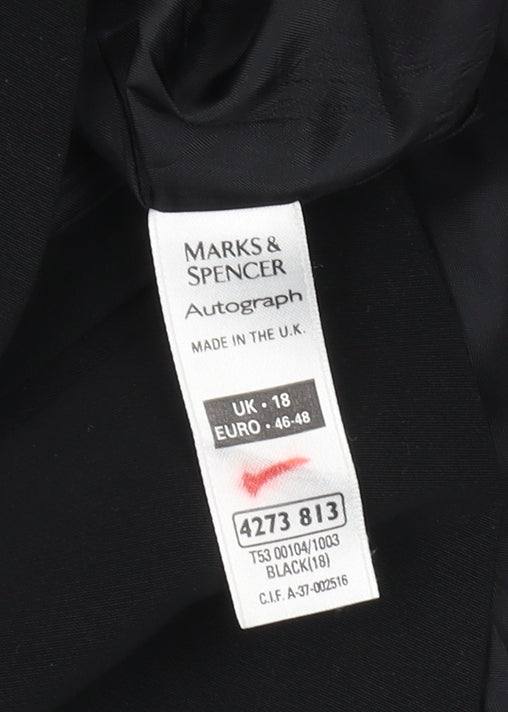 MARKS &
SPENCER
Autograph
MADE IN THE U.K.
UK • 18
EURO • 46-48
4273 813
T53 00104/1003
BLACK(18)
C.I.F. A-37-002516